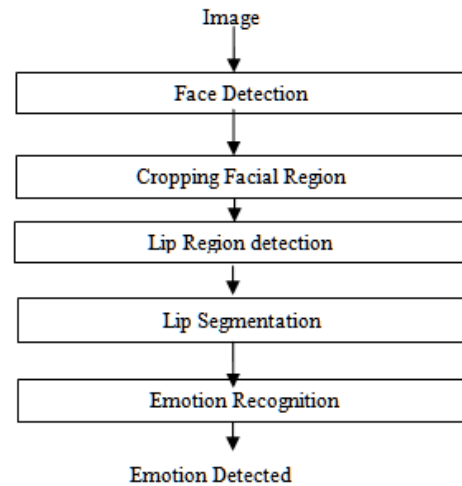 Image
Face Detection
Cropping Facial Region
Lip Region detection
Lip Segmentation
Emotion Recognition
Emotion Detected